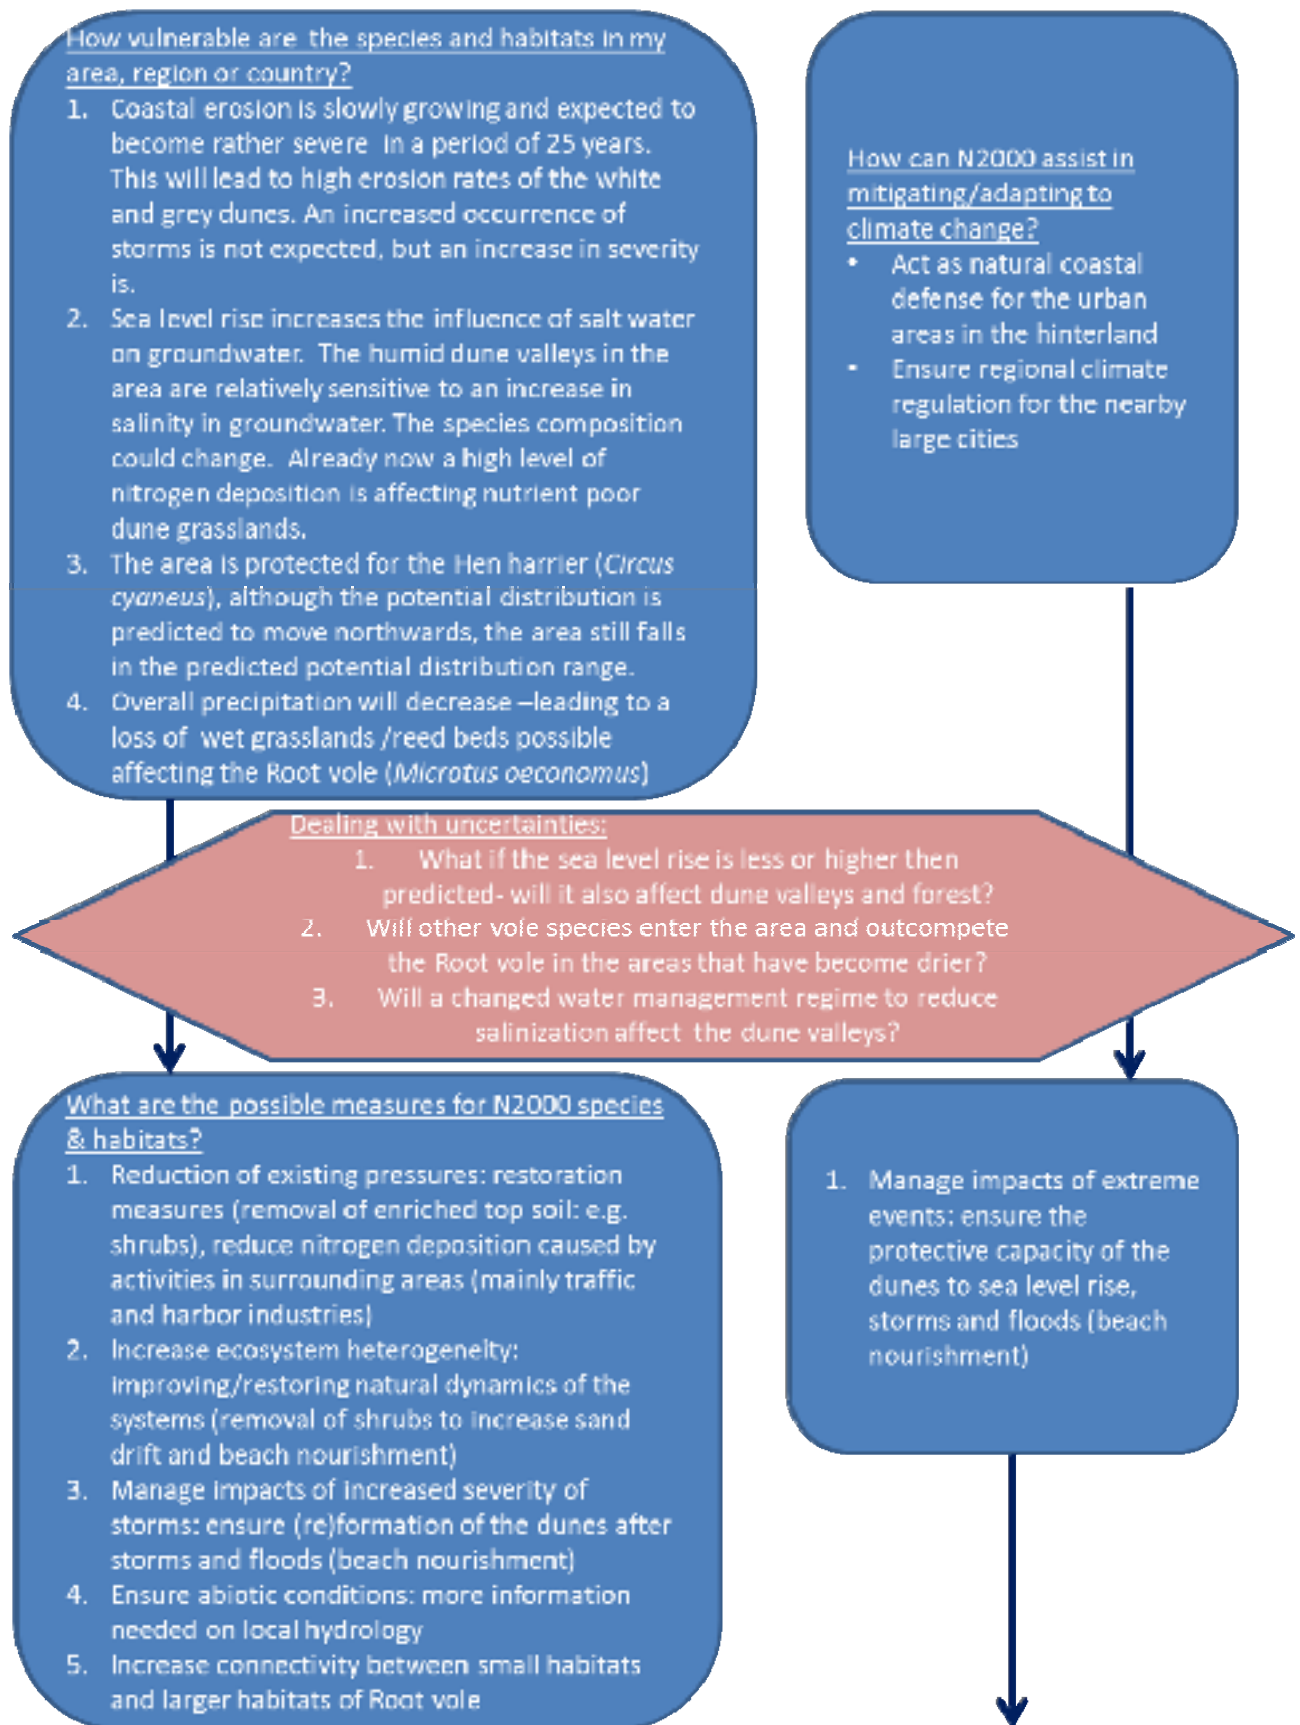 How vulnerable are the species and habitats in my
area, region or country?
1. Coastal erosion is slowly growing and expected to
become rather severe in a period of 25 years.
This will lead to high erosion rates of the white
and grey dunes. An increased occurrence of
storms is not expected, but an increase in severity
is.
2. Sea level rise increases the influence of salt water
on groundwater. The humid dune valleys in the
area are relatively sensitive to an increase in
salinity in groundwater. The species composition
could change. Already now a high level of
nitrogen deposition is affecting nutrient poor
dune grasslands.
3. The area is protected for the Hen harrier (Circus
cyaneus), although the potential distribution is
predicted to move northwards, the area still falls
in the predicted potential distribution range.
4. Overall precipitation will decrease –leading to a
loss of wet grasslands /reed beds possible
affecting the Root vole (Microtus oeconomus)
How can N2000 assist in
mitigating/adapting to
climate change?
• Act as natural coastal
defense for the urban
areas in the hinterland
• Ensure regional climate
regulation for the nearby
large cities
Dealing with uncertainties:
1. What if the sea level rise is less or higher then
predicted- will it also affect dune valleys and forest?
2. Will other vole species enter the area and outcompete
the Root vole in the areas that have become drier?
3. Will a changed water management regime to reduce
salinization affect the dune valleys?
What are the possible measures for N2000 species
& habitats?
1. Reduction of existing pressures: restoration
measures (removal of enriched top soil: e.g.
shrubs), reduce nitrogen deposition caused by
activities in surrounding areas (mainly traffic
and harbor industries)
2. Increase ecosystem heterogeneity:
improving/restoring natural dynamics of the
systems (removal of shrubs to increase sand
drift and beach nourishment)
3. Manage impacts of increased severity of
storms: ensure (re)formation of the dunes after
storms and floods (beach nourishment)
4. Ensure abiotic conditions: more information
needed on local hydrology
5. Increase connectivity between small habitats
and larger habitats of Root vole
1. Manage impacts of extreme
events: ensure the
protective capacity of the
dunes to sea level rise,
storms and floods (beach
nourishment)